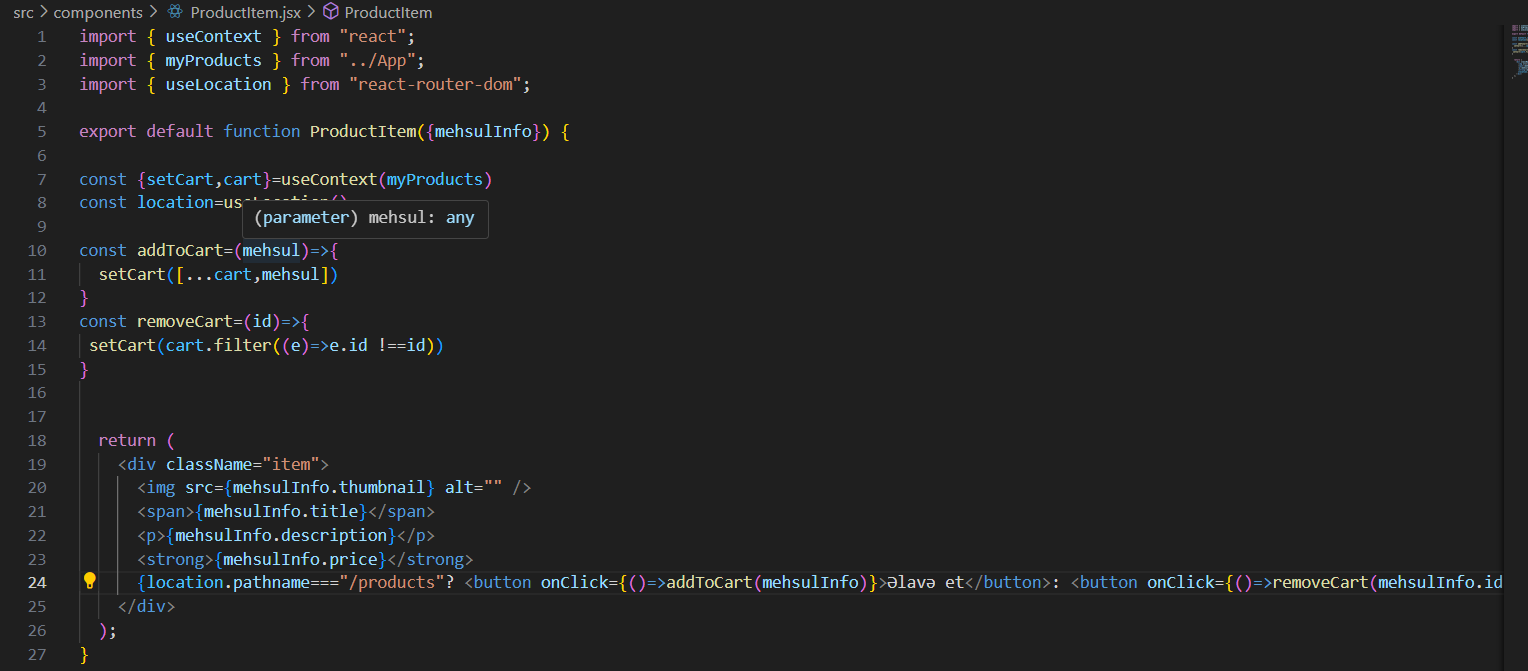 src > components > ProductItem.jsx > ProductItem
1 import { useContext } from "react";
2 import { myProducts } from "../App";
3 import { useLocation } from "react-router-dom";
4
5 export default function ProductItem({mehsulInfo}) {
6
7 const {setCart,cart}=useContext(myProducts)
8 const location=useLocation()
(parameter) mehsul: any
9
10 const addToCart=(mehsul)=>{
11 setCart([...cart,mehsul])
12 }
13 const removeCart=(id)=>{
14 setCart(cart.filter((e)=>e.id !==id))
15 }
16
17
18 return (
19 <div className="item">
20 <img src={mehsulInfo.thumbnail} alt="" />
21 <span>{mehsulInfo.title}</span>
22 <p>{mehsulInfo.description}</p>
23 <strong>{mehsulInfo.price}</strong>
24 {location.pathname==="/products"? <button onClick={()=>addToCart(mehsulInfo)}>Əlavə et</button>: <button onClick={()=>removeCart(mehsulInfo.id
25 </div>
26 );
27 }